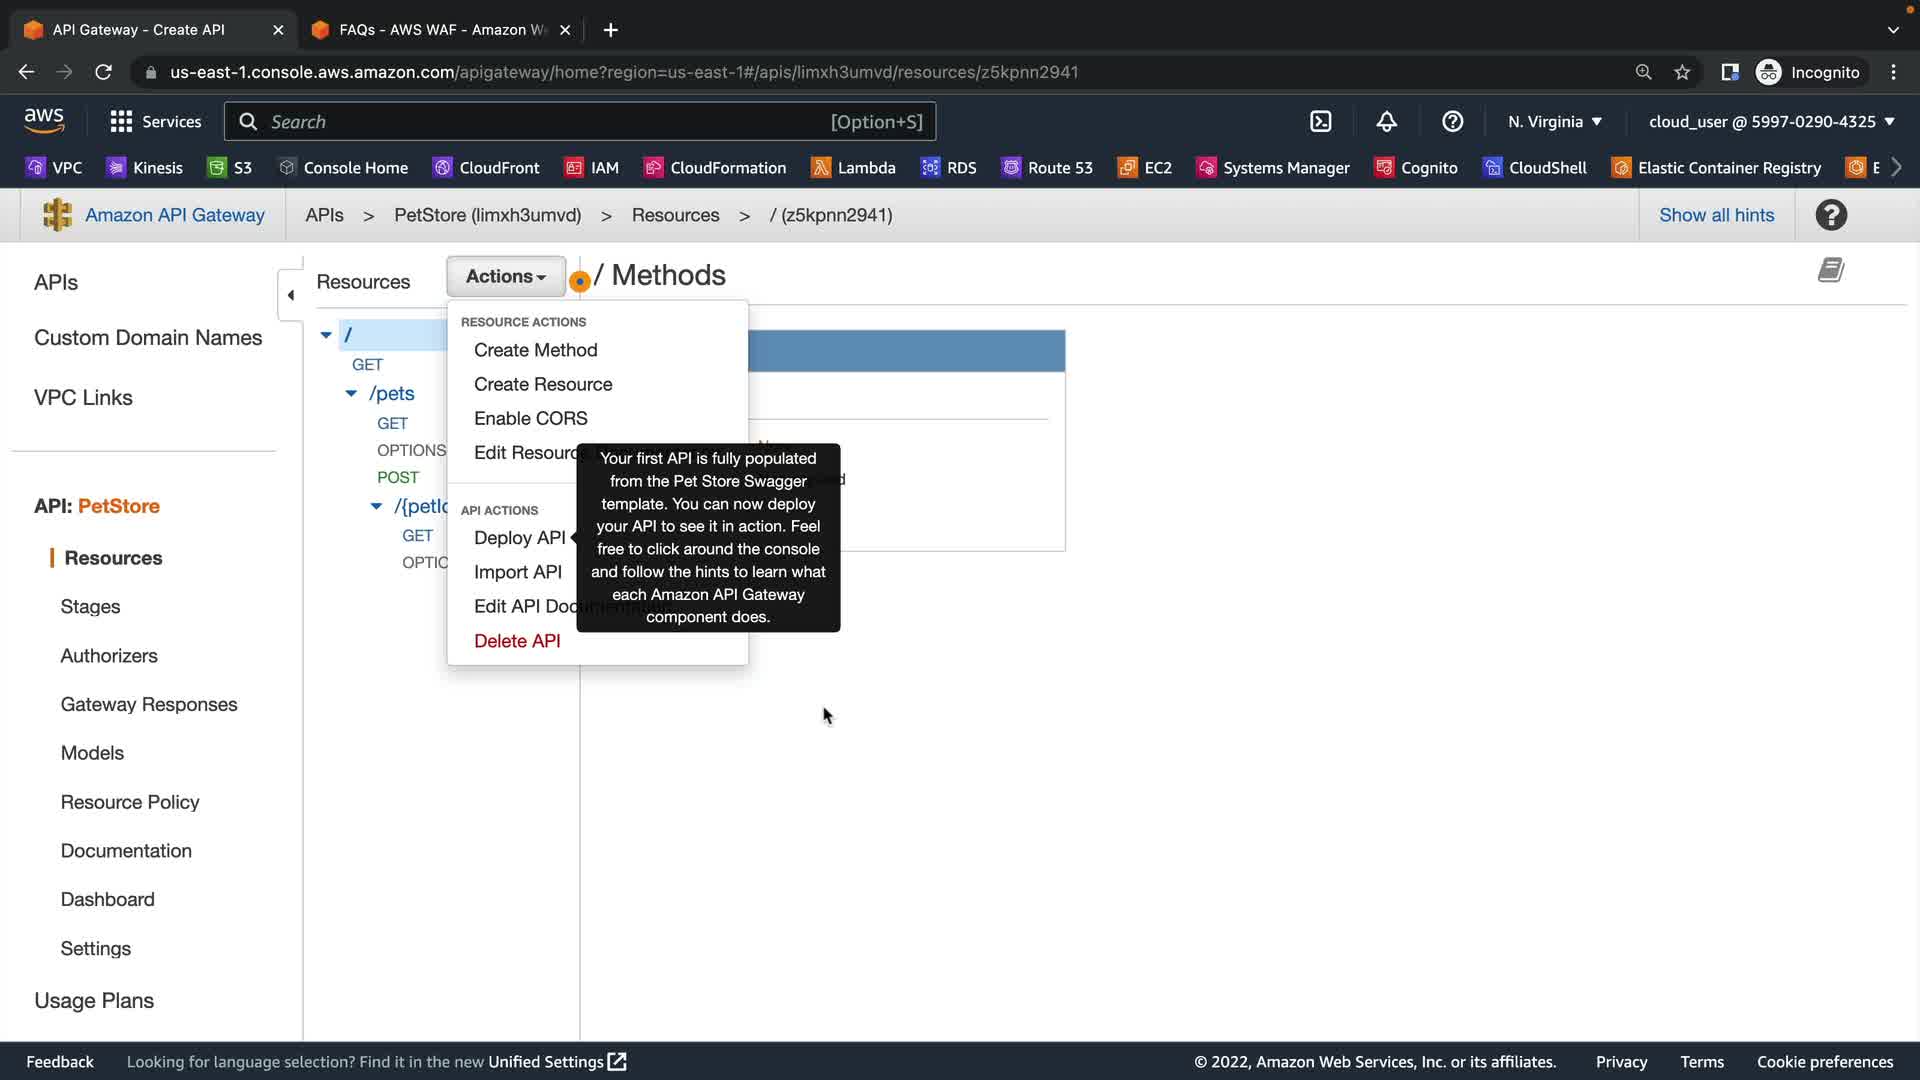 API Gateway - Create API
FAQs - AWS WAF - Amazon W
us-east-1.console.aws.amazon.com/apigateway/home?region=us-east-1#/apis/limxh3umvd/resources/z5kpnn2941
Incognito
aws
Services
Search
[Option+S]
N. Virginia
cloud_user @ 5997-0290-4325
VPC
Kinesis
S3
Console Home
CloudFront
IAM
CloudFormation
Lambda
RDS
Route 53
EC2
Systems Manager
Cognito
CloudShell
Elastic Container Registry
E
Amazon API Gateway
APIs > PetStore (limxh3umvd) > Resources > / (z5kpnn2941)
Show all hints
APIs
Custom Domain Names
VPC Links
API: PetStore
Resources
Stages
Authorizers
Gateway Responses
Models
Resource Policy
Documentation
Dashboard
Settings
Usage Plans
Resources
Actions
/ Methods
/
GET
/pets
GET
OPTIONS
POST
/{petId
GET
OPTIO
RESOURCE ACTIONS
Create Method
Create Resource
Enable CORS
Edit Resource
API ACTIONS
Deploy API
Import API
Edit API Documentation
Delete API
Your first API is fully populated
from the Pet Store Swagger
template. You can now deploy
your API to see it in action. Feel
free to click around the console
and follow the hints to learn what
each Amazon API Gateway
component does.
Feedback
Looking for language selection? Find it in the new Unified Settings
© 2022, Amazon Web Services, Inc. or its affiliates.
Privacy
Terms
Cookie preferences